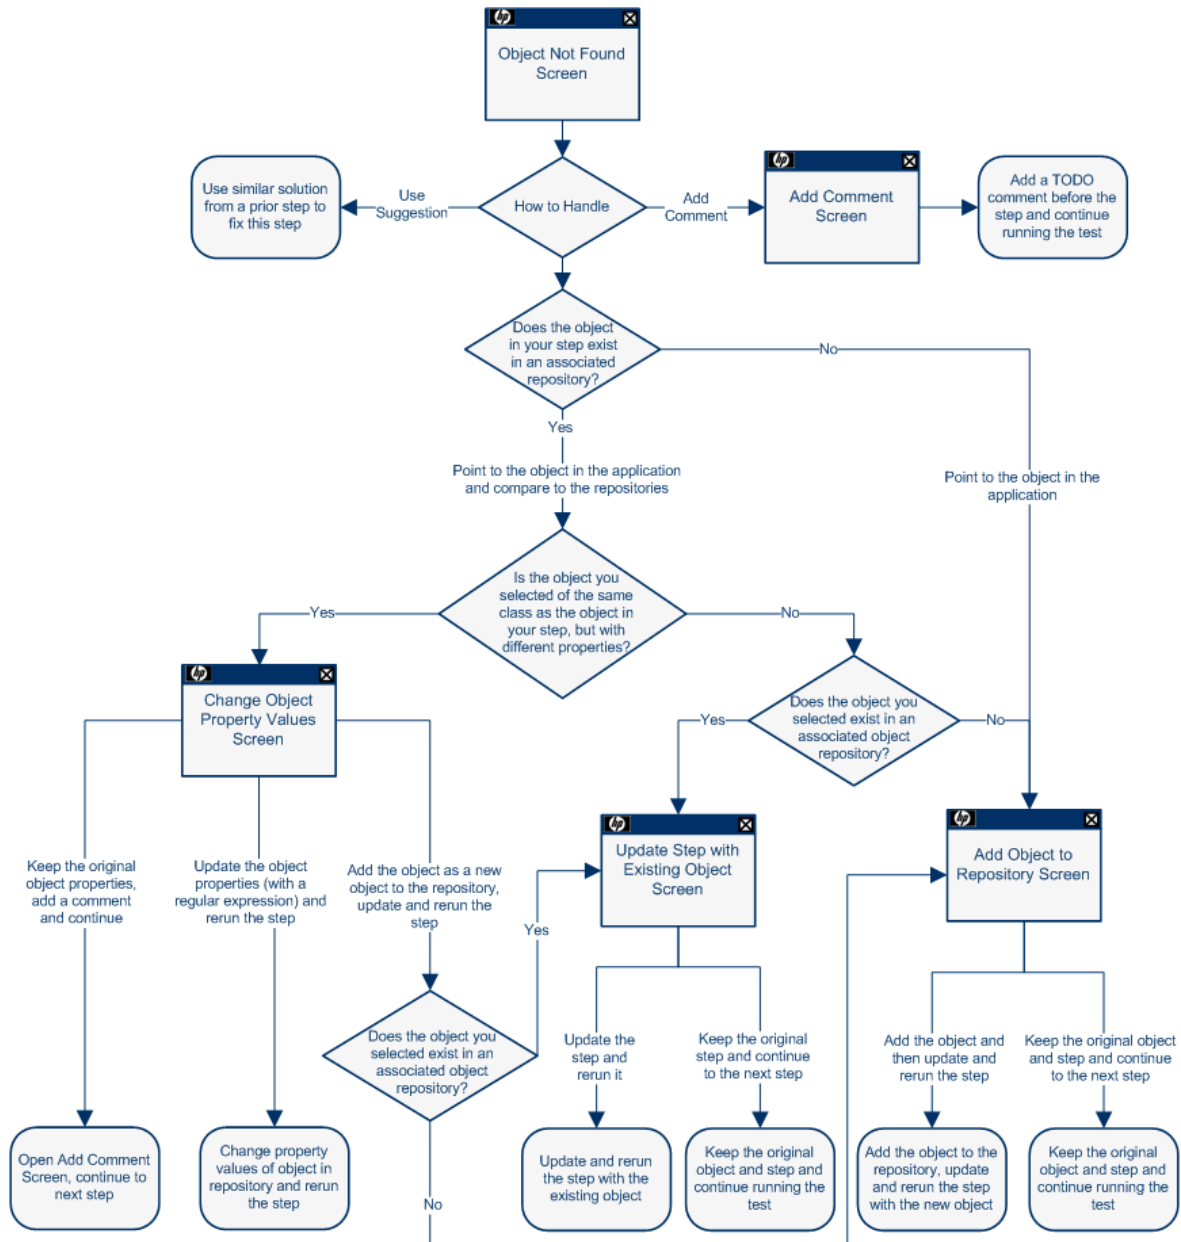 hp
Object Not Found
Screen
Use similar solution
from a prior step to
fix this step
Use
Suggestion
How to Handle
Add
Comment
hp
Add Comment
Screen
Add a TODO
comment before the
step and continue
running the test
Does the object
in your step exist
in an associated
repository?
No
Yes
Point to the object in the application
and compare to the repositories
Point to the object in the
application
Is the object you
selected of the same
class as the object in
your step, but with
different properties?
Yes
No
hp
Change Object
Property Values
Screen
Does the object you
selected exist in an
associated object
repository?
Yes
No
hp
Update Step with
Existing Object
Screen
hp
Add Object to
Repository Screen
Keep the original
object properties,
add a comment
and continue
Update the object
properties (with a
regular expression) and
rerun the step
Add the object as a new
object to the repository,
update and rerun the
step
Yes
Does the object you
selected exist in an
associated object
repository?
Update the
step and
rerun it
Keep the original
step and continue
to the next step
Add the object and
then update and
rerun the step
Keep the original object
and step and continue
to the next step
Open Add Comment
Screen, continue to
next step
Change property
values of object in
repository and rerun
the step
No
Update and rerun
the step with the
existing object
Keep the original
object and step and
continue running the
test
Add the object to the
repository, update
and rerun the step
with the new object
Keep the original
object and step and
continue running the
test